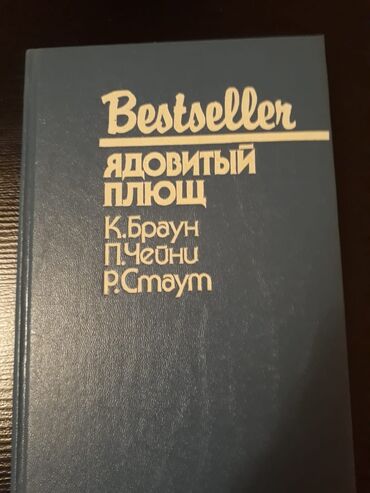 Bestseller
ЯДОВИТЫЙ
ПЛЮЩ
К.Браун
П.Чейни
Р.Стаут